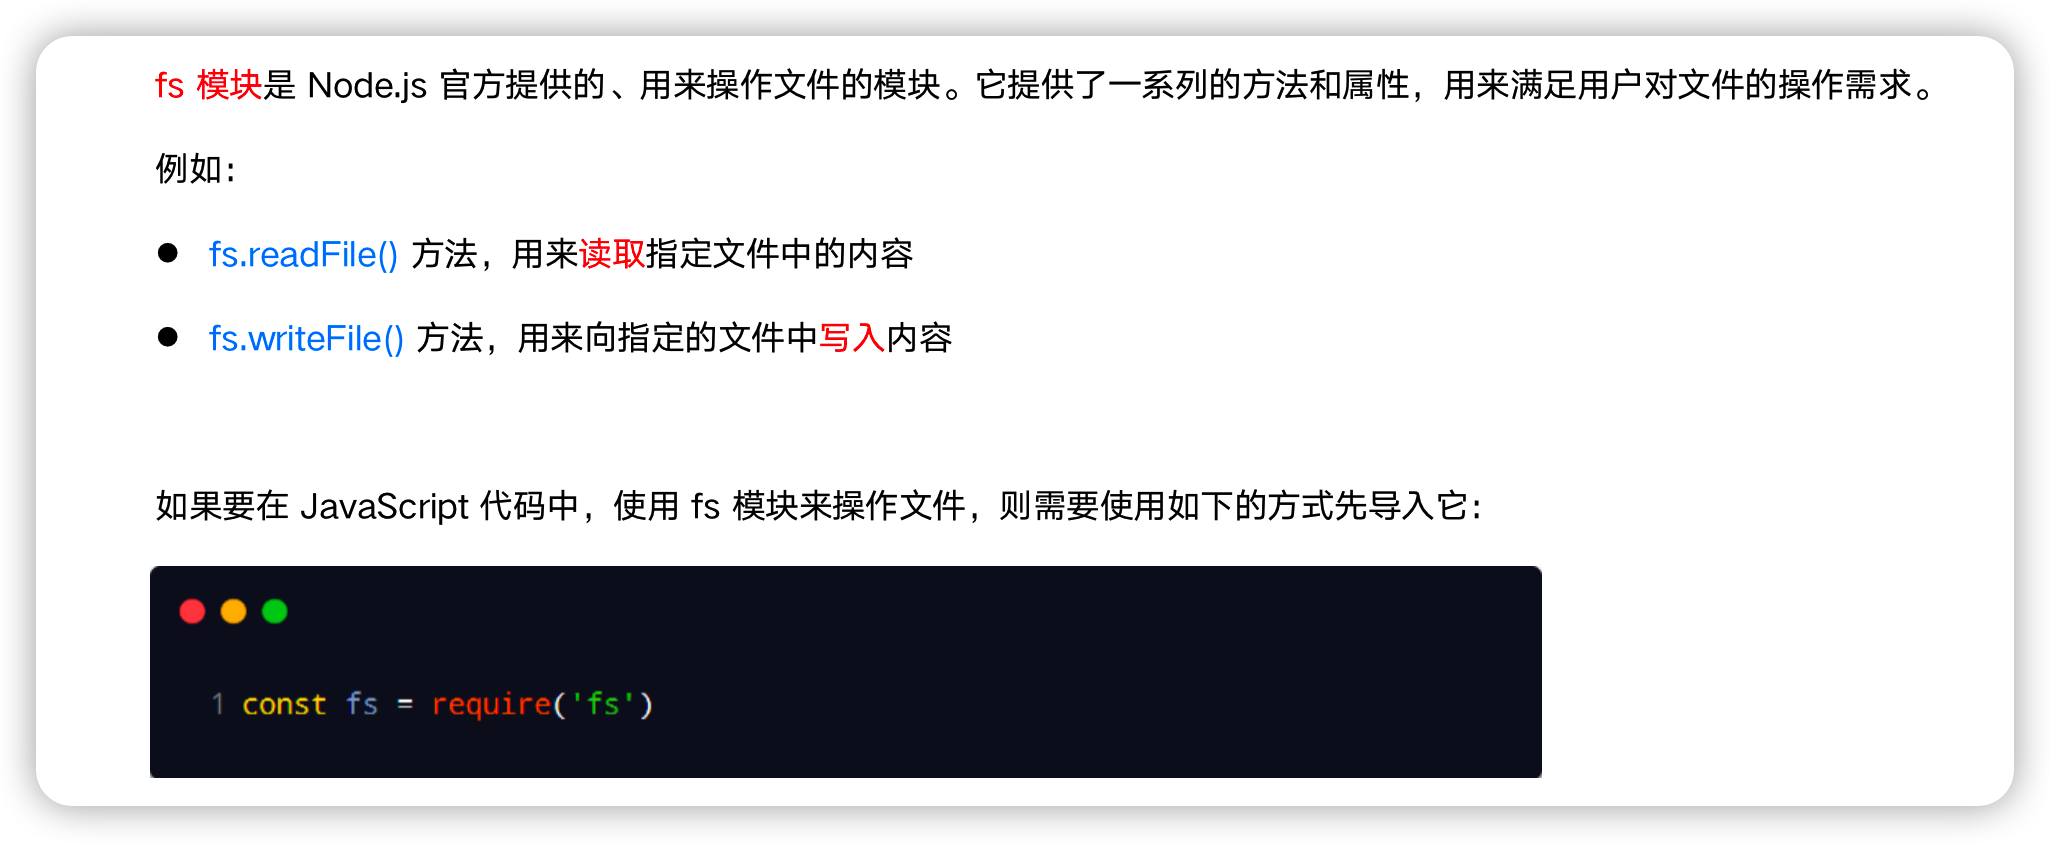 fs 模块是 Node.js 官方提供的、用来操作文件的模块。它提供了一系列的方法和属性，用来满足用户对文件的操作需求。
例如：
● fs.readFile() 方法，用来读取指定文件中的内容
● fs.writeFile() 方法，用来向指定的文件中写入内容
如果要在 JavaScript 代码中，使用 fs 模块来操作文件，则需要使用如下的方式先导入它：
1 const fs = require('fs')